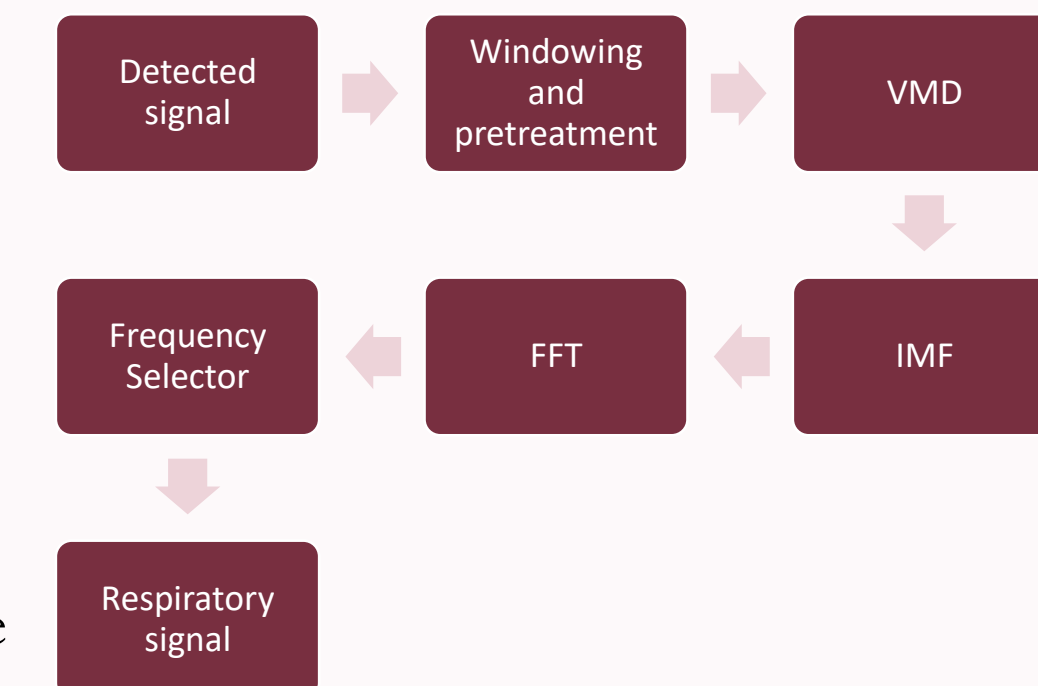 Detected
signal
Windowing
and
pretreatment
VMD
IMF
FFT
Frequency
Selector
Respiratory
signal